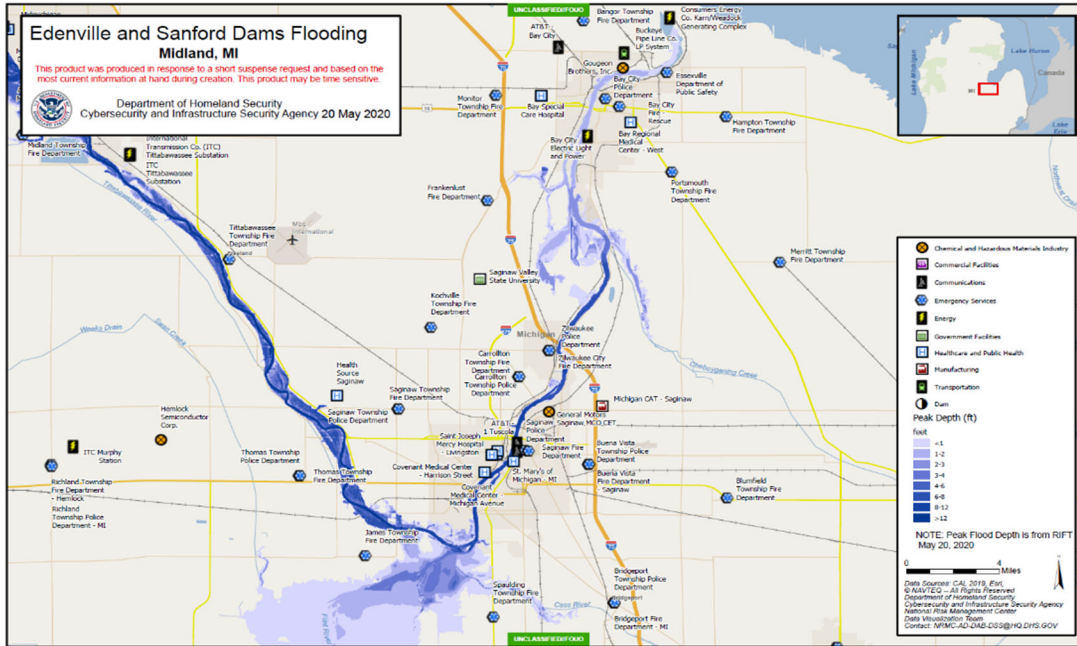 UNCLASSIFIED//FOUO
Edenville and Sanford Dams Flooding
Midland, MI
This product was produced in response to a short suspense request and based on the
most current information at hand during creation. This product may be time sensitive.
Department of Homeland Security
Cybersecurity and Infrastructure Security Agency 20 May 2020
Bangor Township
Fire Department
Consumers Energy
Co. Karn/Weadock
Generating Complex
AT&T -
Bay City
Buckeye
Pipe Line Co.
LP System
Gougeon
Brothers, Inc.
Essexville
Department of
Public Safety
Bay City
Police
Department
Monitor
Township Fire
Department
Bay Special
Care Hospital
Bay City
Fire -
Rescue
Hampton Township
Fire Department
Bay City
Electric Light
and Power
Bay Regional
Medical
Center - West
Lake Michigan
Lake Huron
Canada
MI
Lake
Erie
Midland Township
Fire Department
International
Transmission Co. (ITC)
Tittabawassee Substation
ITC
Tittabawassee
Substation
Tittabawassee River
Frankenlust
Fire Department
Portsmouth
Township Fire
Department
Tittabawassee
Township Fire
Department
Freeland
Mbs
International
Merritt Township
Fire Department
Saginaw Valley
State University
Kochville
Township Fire
Department
Weeks Drain
Swan Creek
Michigan
Zilwaukee
Police
Department
Zilwaukee City
Fire Department
Cheboyganing Creek
Carrollton
Township Fire
Department
Carrollton
Township Police
Department
Health
Source
Saginaw
Saginaw Township
Fire Department
Saginaw Township
Police Department
Michigan CAT - Saginaw
General Motors
Saginaw MCO CET
Hemlock
Semiconductor
Corp.
AT&T -
1 Tuscola
Saginaw
Police
Department
Saginaw Fire
Department
Saint Joseph
Mercy Hospital -
Livingston
Buena Vista
Township Police
Department
ITC Murphy
Station
Thomas Township
Police Department
Thomas Township
Fire Department
Covenant Medical Center
- Harrison Street
St. Mary's of
Michigan - MI
Buena Vista
Fire Department
- Saginaw
Richland Township
Fire Department
- Hemlock
Richland
Township Police
Department - MI
Covenant
Medical Center -
Michigan Avenue
Blumfield
Township Fire
Department
James Township
Fire Department
Spaulding
Township Fire
Department
Cass River
Bridgeport
Township Police
Department
Bridgeport
Bridgeport Fire
Department - MI
Chemical and Hazardous Materials Industry
Commercial Facilities
Communications
Emergency Services
Energy
Government Facilities
Healthcare and Public Health
Manufacturing
Transportation
Dam
Peak Depth (ft)
feet
<1
1-2
2-3
3-4
4-6
6-8
8-12
>12
NOTE: Peak Flood Depth is from RIFT
May 20, 2020
0 4
Miles
Data Sources: CAL 2019, Esri,
© NAVTEQ -- All Rights Reserved
Department of Homeland Security
Cybersecurity and Infrastructure Security Agency
National Risk Management Center
Data Visualization Team
Contact: NRMC-AD-DAB-DSS@HQ.DHS.GOV
UNCLASSIFIED//FOUO